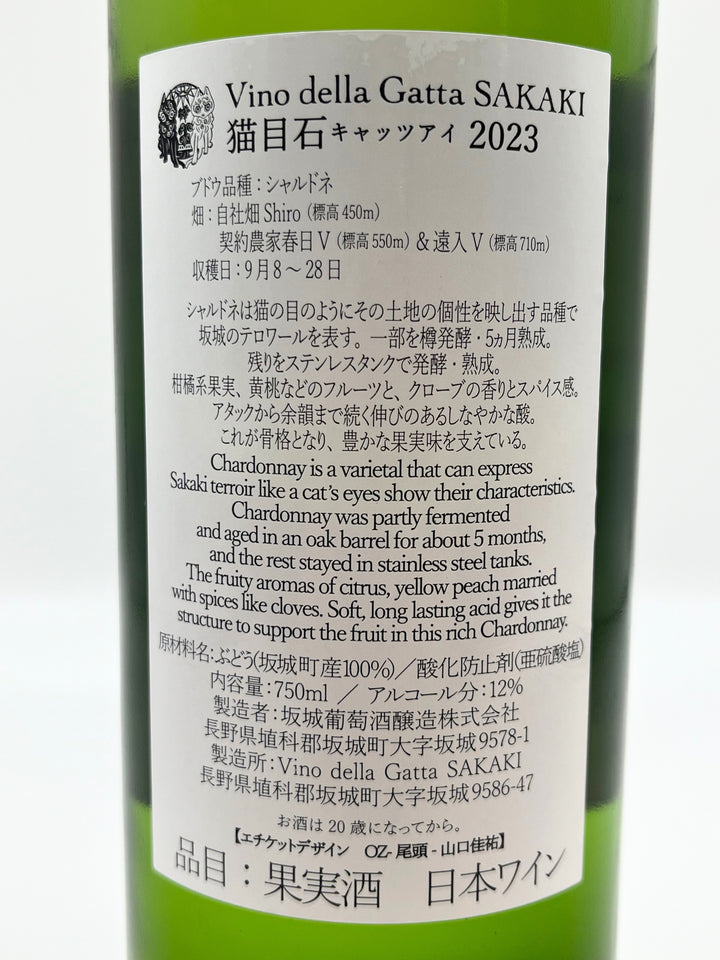 Vino della Gatta SAKAKI
猫目石キャッツアイ 2023
ブドウ品種：シャルドネ
畑：自社畑 Shiro（標高 450m）
契約農家春日 V（標高 550m）& 遠入 V（標高 710m）
収穫日：9月8～28日
シャルドネは猫の目のようにその土地の個性を映し出す品種で
坂城のテロワールを表す。一部を樽発酵・5ヵ月熟成。
残りをステンレスタンクで発酵・熟成。
柑橘系果実、黄桃などのフルーツと、クローブの香りとスパイス感。
アタックから余韻まで続く伸びのあるしなやかな酸。
これが骨格となり、豊かな果実味を支えている。
Chardonnay is a varietal that can express
Sakaki terroir like a cat's eyes show their characteristics.
Chardonnay was partly fermented
and aged in an oak barrel for about 5 months,
and the rest stayed in stainless steel tanks.
The fruity aromas of citrus, yellow peach married
with spices like cloves. Soft, long lasting acid gives it the
structure to support the fruit in this rich Chardonnay.
原材料名：ぶどう(坂城町産100%)／酸化防止剤(亜硫酸塩)
内容量：750ml ／ アルコール分：12%
製造者：坂城葡萄酒醸造株式会社
長野県埴科郡坂城町大字坂城9578-1
製造所：Vino della Gatta SAKAKI
長野県埴科郡坂城町大字坂城9586-47
お酒は20歳になってから。
【エチケットデザイン OZ-尾頭-山口佳祐】
品目：果実酒 日本ワイン